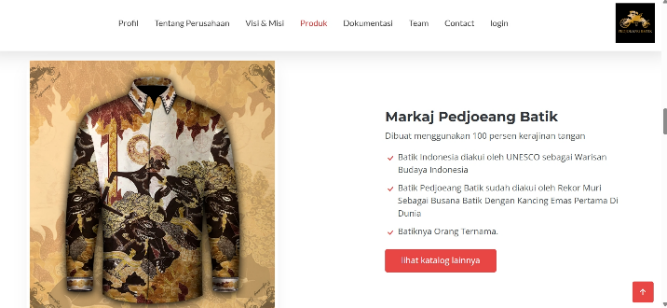 Profil Tentang Perusahaan Visi & Misi Produk Dokumentasi Team Contact login
Markaj Pedjoeang Batik
Dibuat menggunakan 100 persen kerajinan tangan
Batik Indonesia diakui oleh UNESCO sebagai Warisan
Budaya Indonesia
Batik Pedjoeang Batik sudah diakui oleh Rekor Muri
Sebagai Busana Batik Dengan Kancing Emas Pertama Di
Dunia
Batiknya Orang Ternama.
lihat katalog lainnya